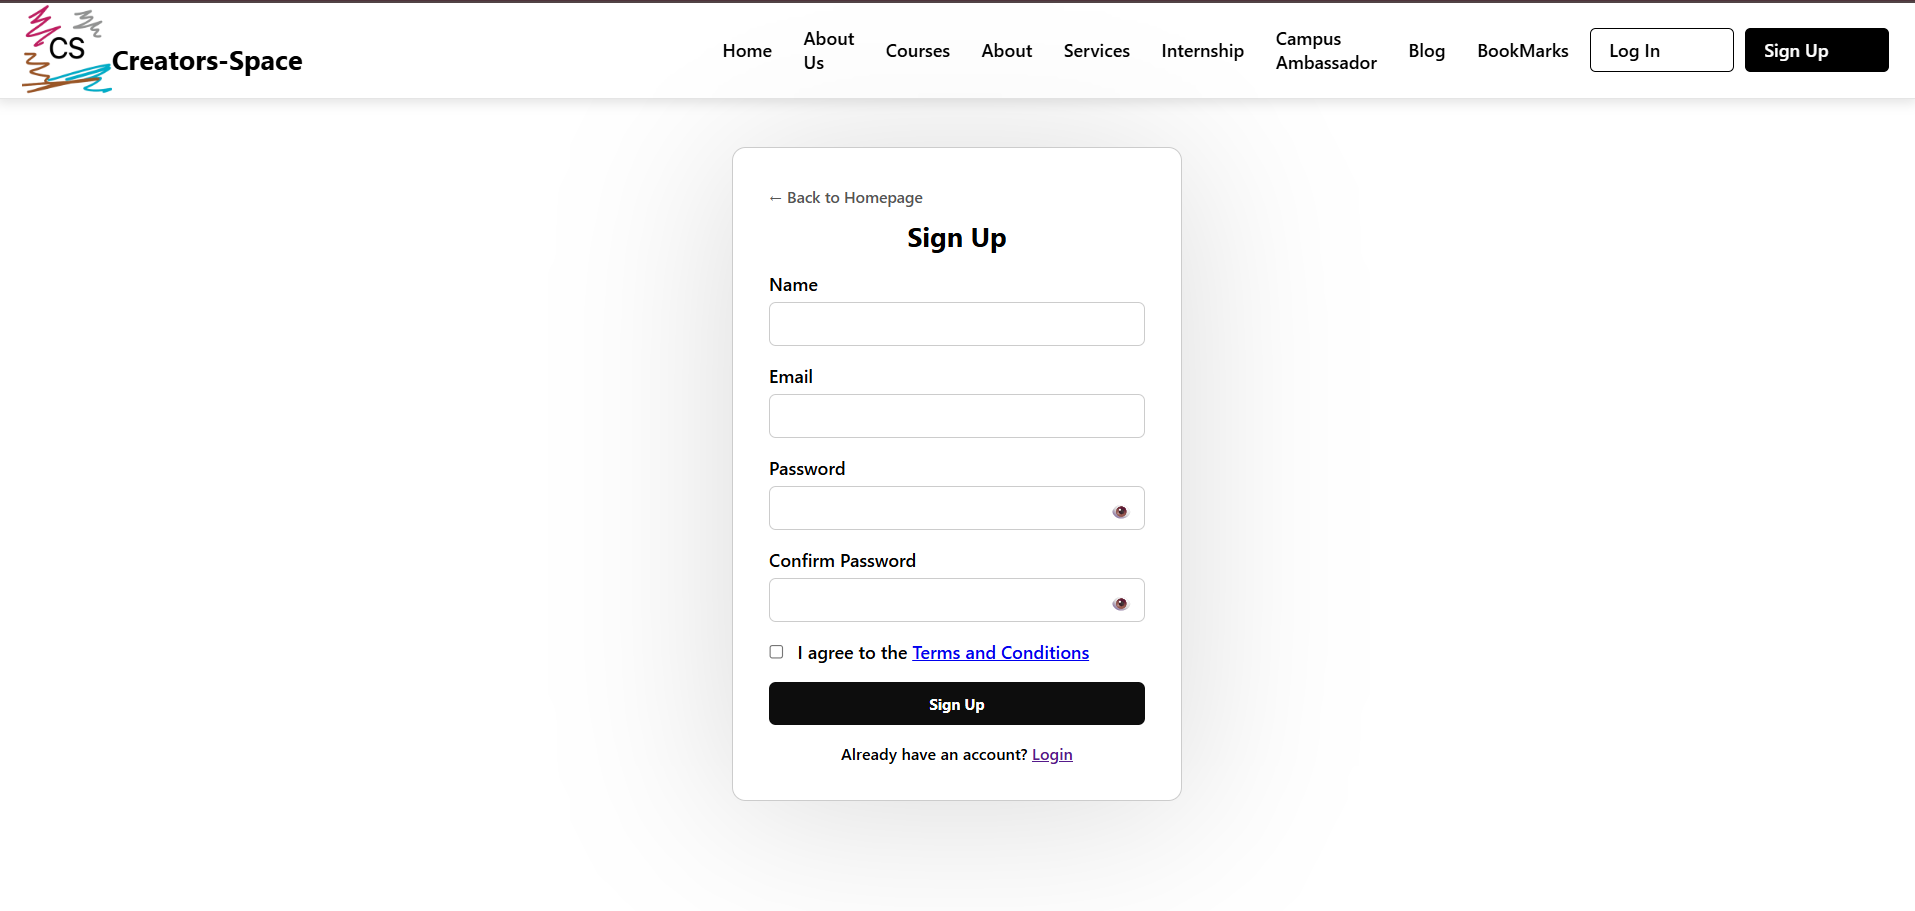 CS
Creators-Space
Home
About
Us
Courses
About
Services
Internship
Campus
Ambassador
Blog
BookMarks
Log In
Sign Up
← Back to Homepage
Sign Up
Name
Email
Password
Confirm Password
I agree to the Terms and Conditions
Sign Up
Already have an account? Login